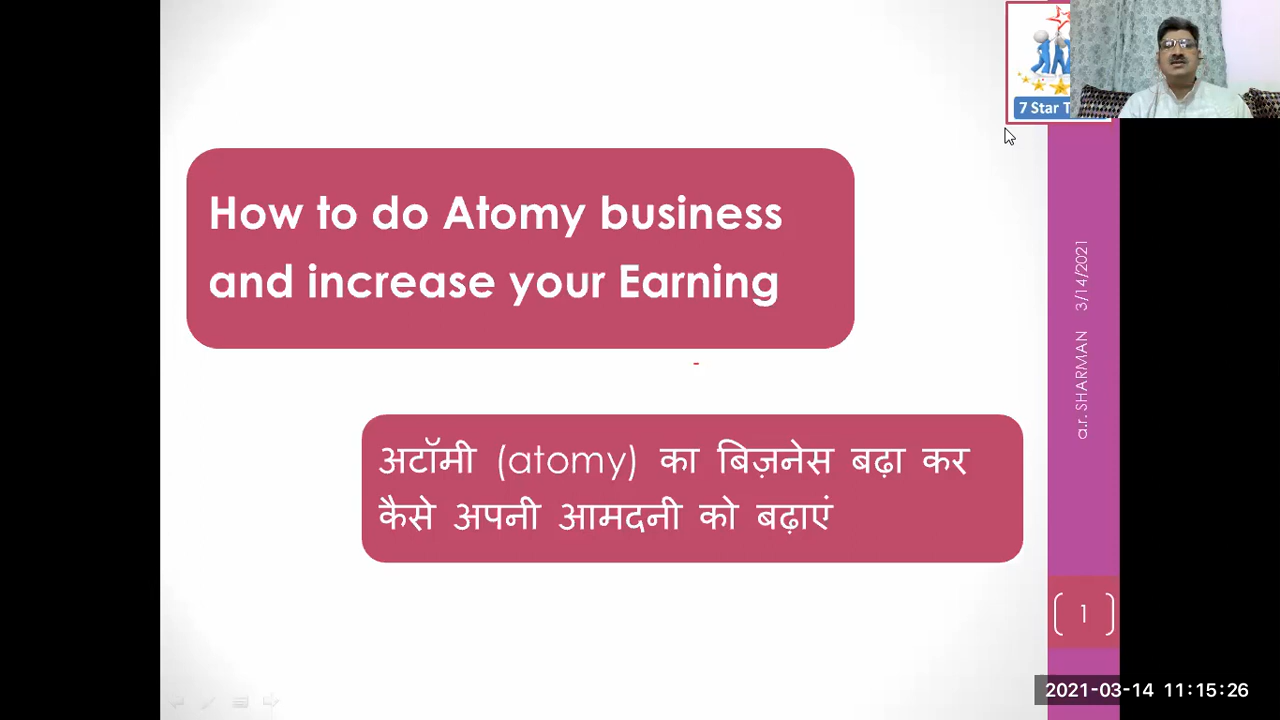 7 Star
How to do Atomy business
and increase your Earning
अटॉमी (atomy) का बिज़नेस बढ़ा कर
कैसे अपनी आमदनी को बढ़ाएं
a.r. SHARMAN 3/14/2021
1
2021-03-14 11:15:26